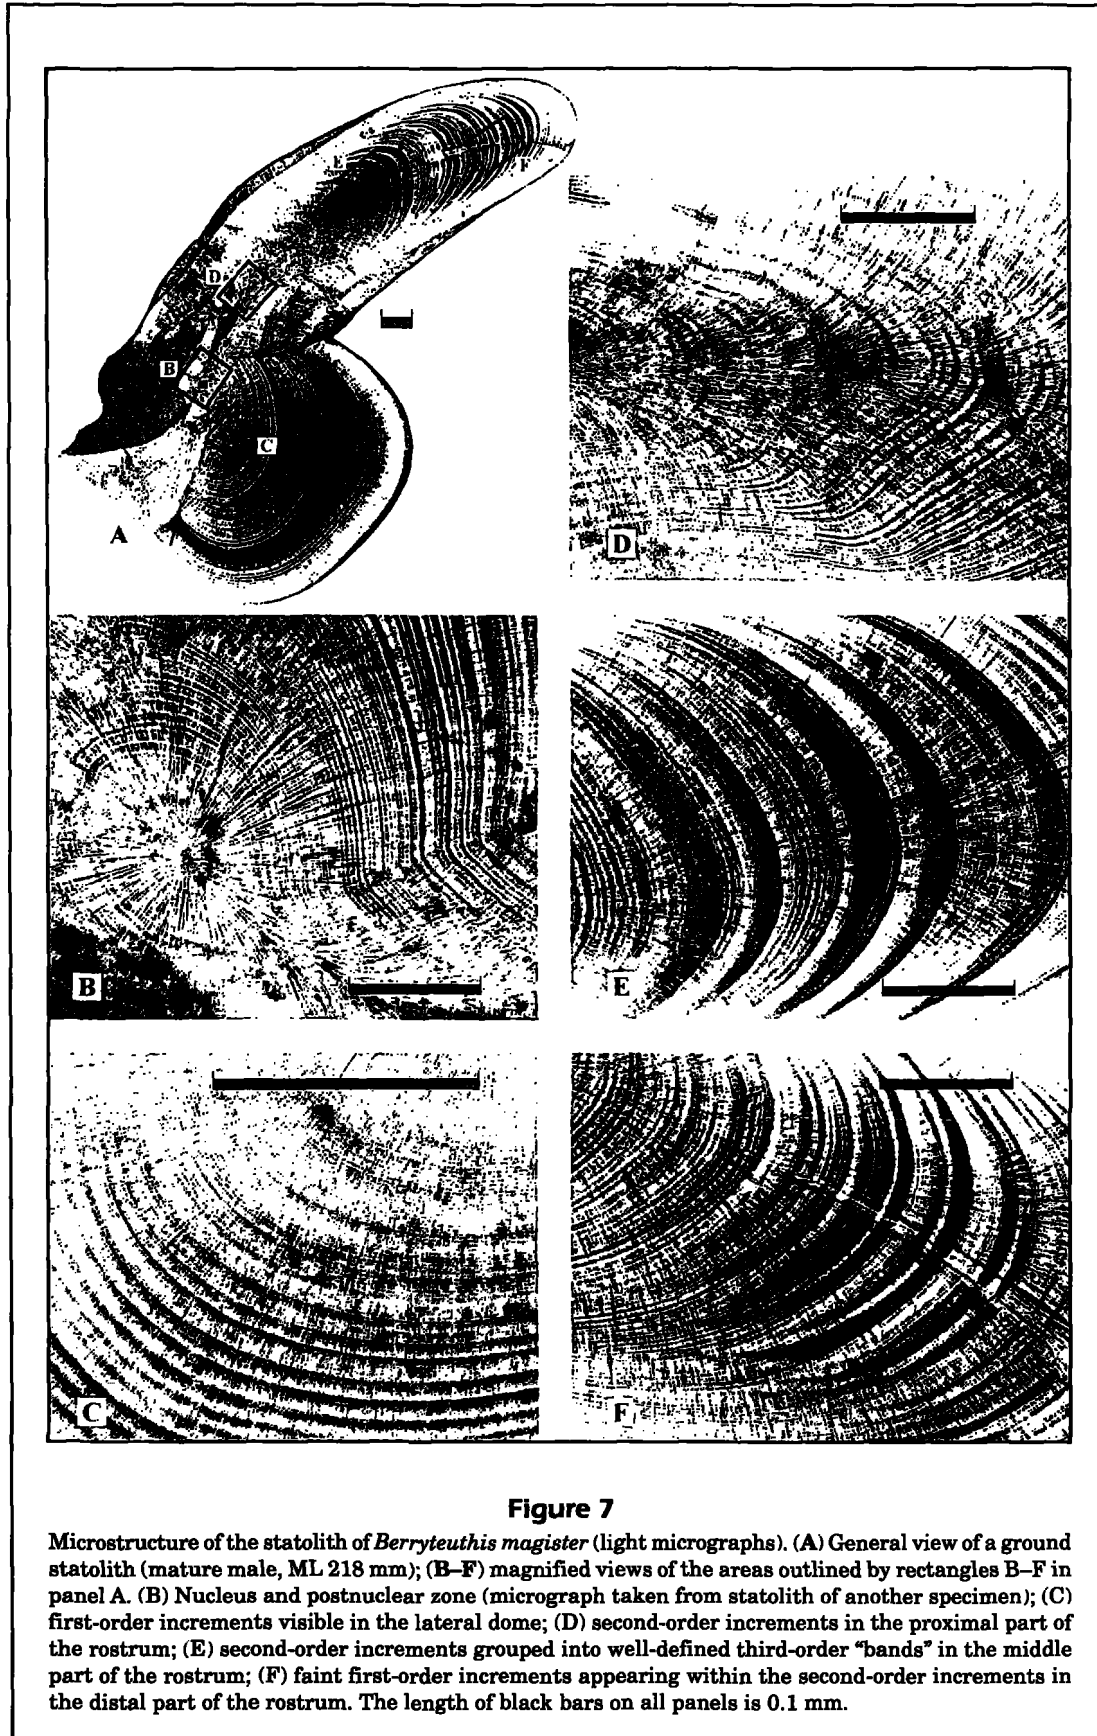 E
F
D
B
C
A
D
B
E
C
F
Figure 7
Microstructure of the statolith of Berryteuthis magister (light micrographs). (A) General view of a ground
statolith (mature male, ML 218 mm); (B–F) magnified views of the areas outlined by rectangles B–F in
panel A. (B) Nucleus and postnuclear zone (micrograph taken from statolith of another specimen); (C)
first-order increments visible in the lateral dome; (D) second-order increments in the proximal part of
the rostrum; (E) second-order increments grouped into well-defined third-order "bands" in the middle
part of the rostrum; (F) faint first-order increments appearing within the second-order increments in
the distal part of the rostrum. The length of black bars on all panels is 0.1 mm.